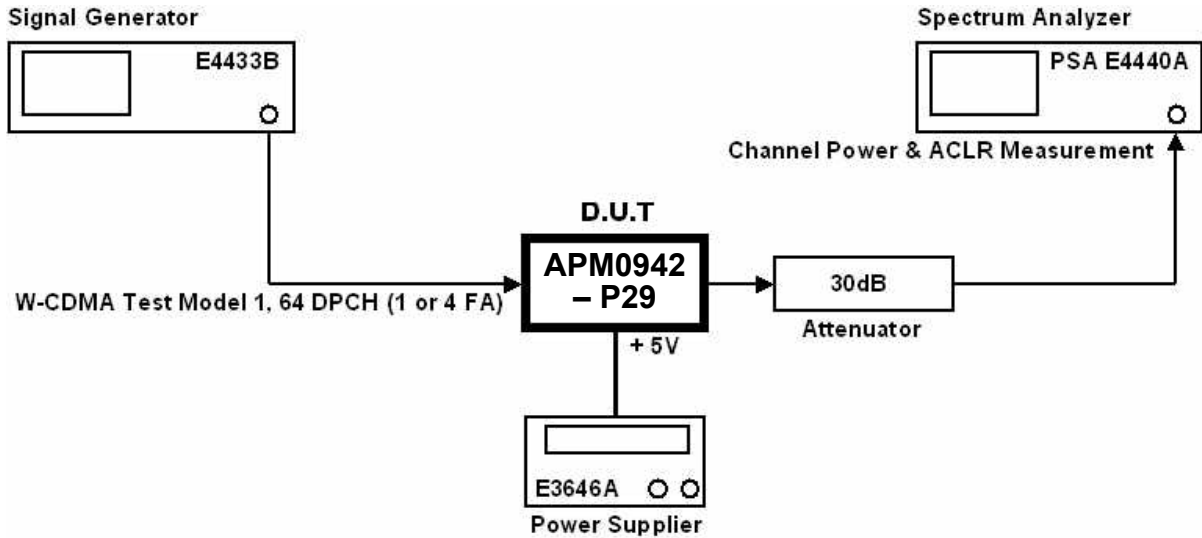 Signal Generator
E4433B
Spectrum Analyzer
PSA E4440A
Channel Power & ACLR Measurement
D.U.T
APM0942
– P29
W-CDMA Test Model 1, 64 DPCH (1 or 4 FA)
30dB
Attenuator
+ 5V
E3646A
Power Supplier